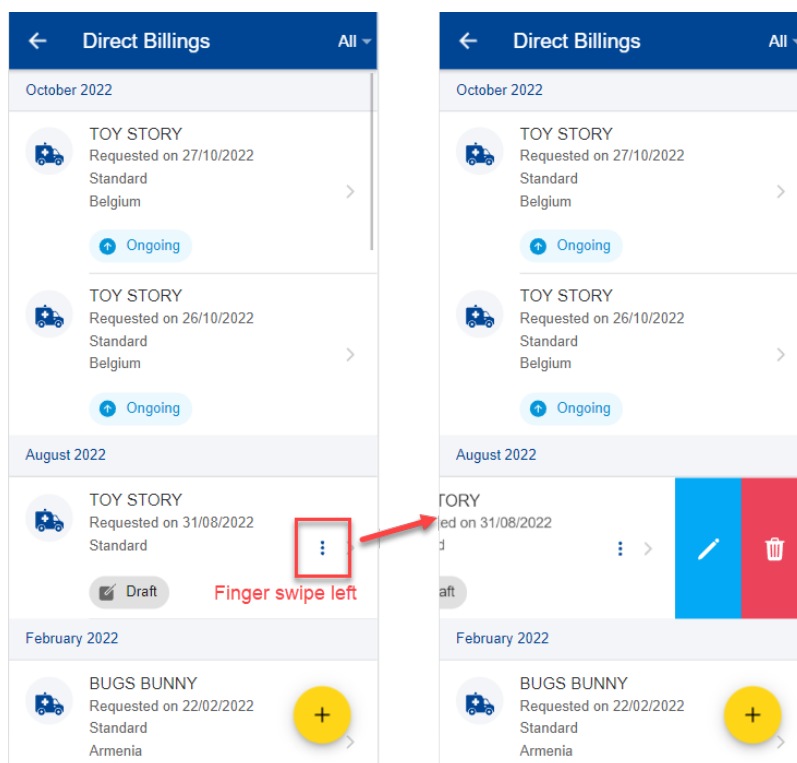 Direct Billings
All
October 2022
TOY STORY
Requested on 27/10/2022
Standard
Belgium
Ongoing
TOY STORY
Requested on 26/10/2022
Standard
Belgium
Ongoing
August 2022
TOY STORY
Requested on 31/08/2022
Standard
Draft
Finger swipe left
February 2022
BUGS BUNNY
Requested on 22/02/2022
Standard
Armenia
Direct Billings
All
October 2022
TOY STORY
Requested on 27/10/2022
Standard
Belgium
Ongoing
TOY STORY
Requested on 26/10/2022
Standard
Belgium
Ongoing
August 2022
TORY
ed on 31/08/2022
d
aft
February 2022
BUGS BUNNY
Requested on 22/02/2022
Standard
Armenia